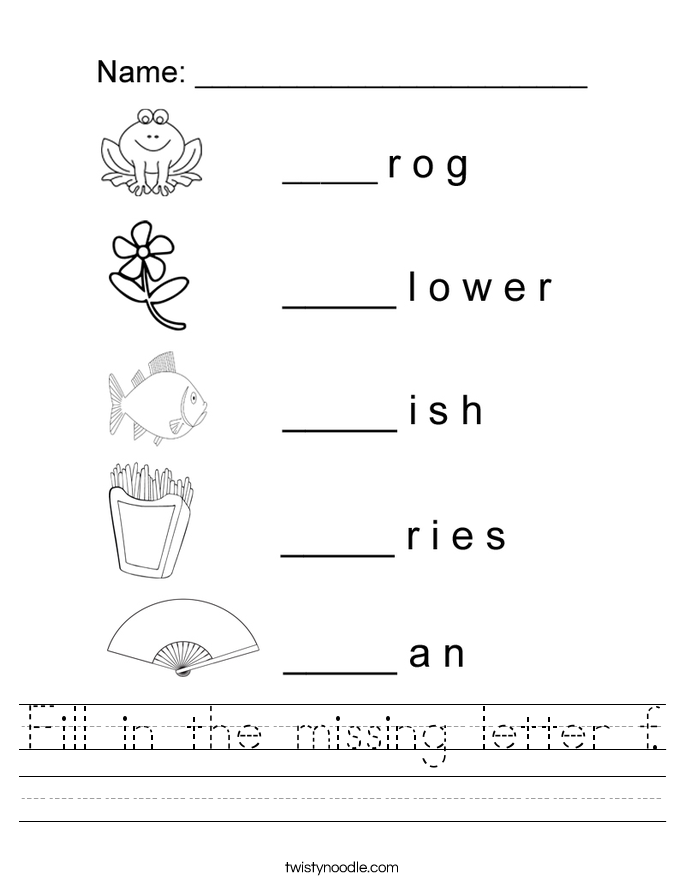 Name: ______________________
_____ r o g
_____ l o w e r
_____ i s h
_____ r i e s
_____ a n
Fill in the missing letter f.
twistynoodle.com